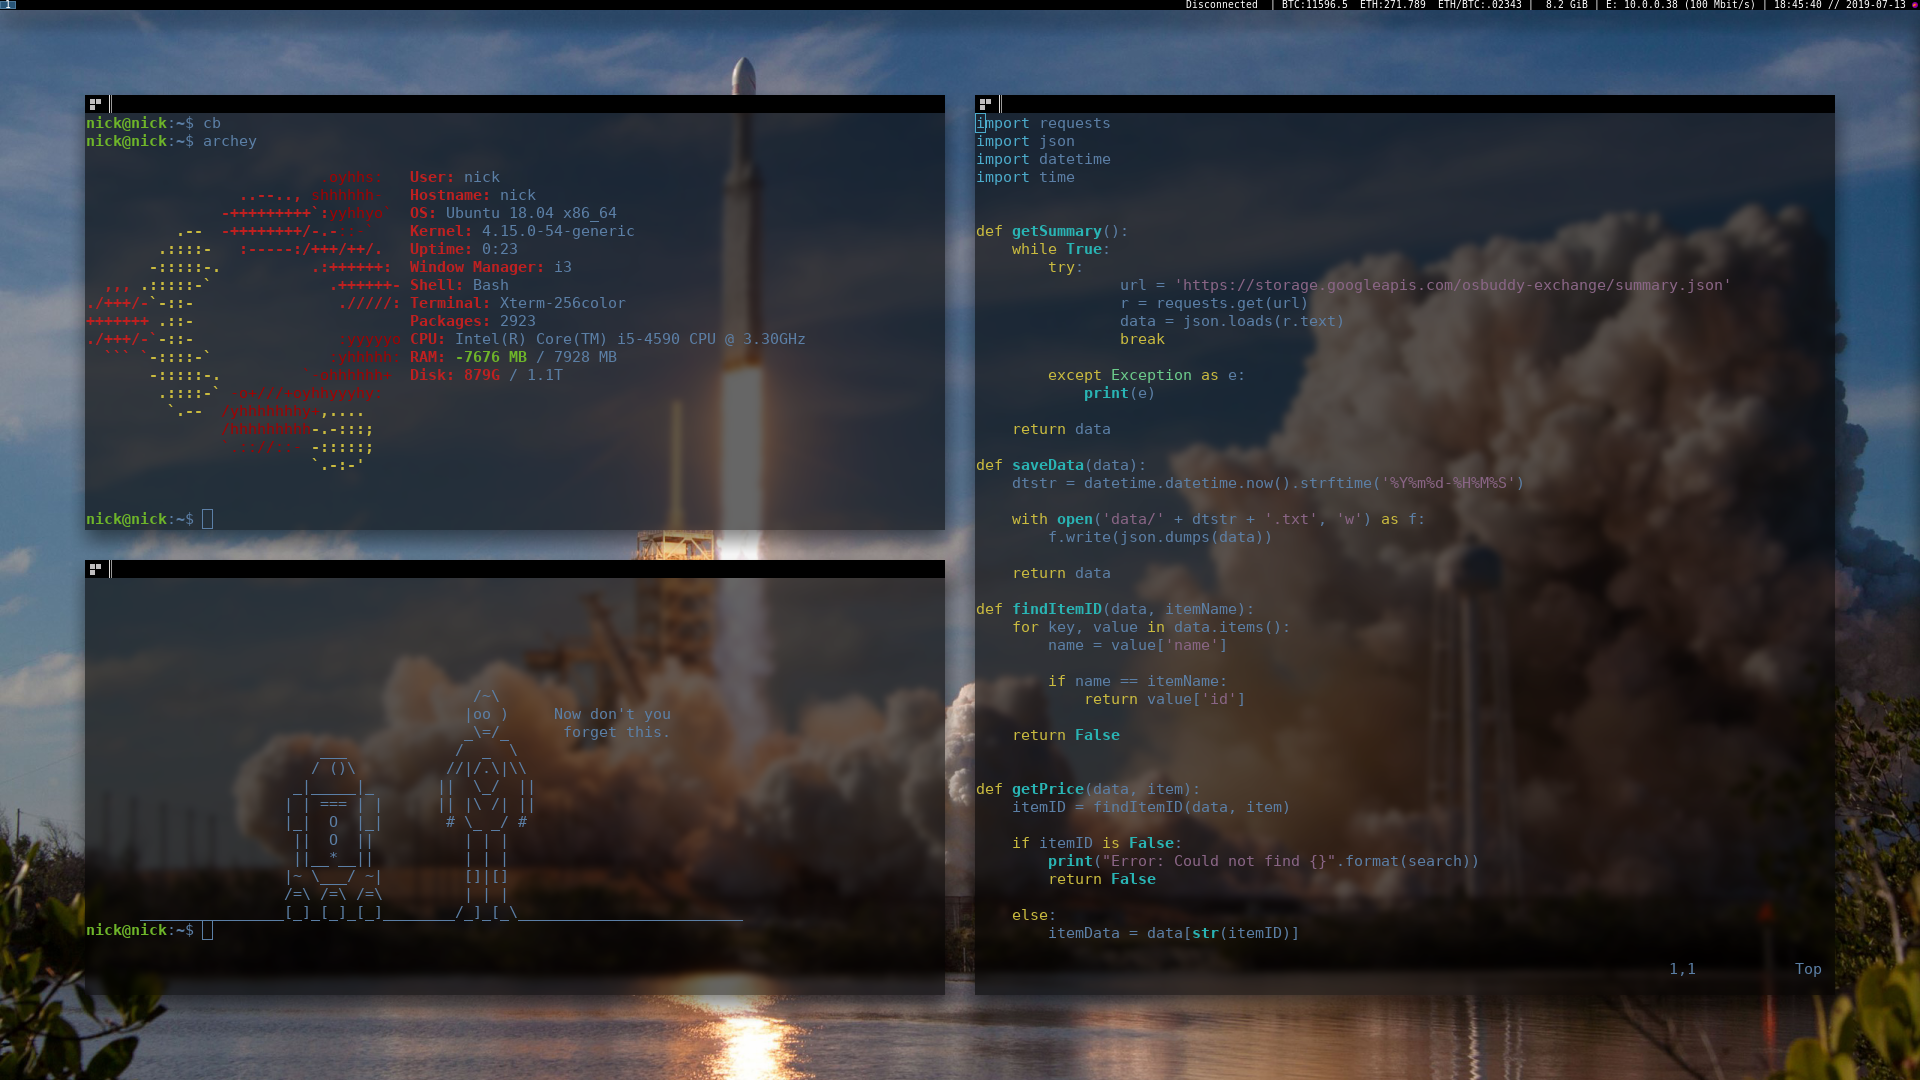 1
Disconnected | BTC:11596.5 ETH:271.789 ETH/BTC:.02343 | 8.2 GiB | E: 10.0.0.38 (100 Mbit/s) | 18:45:40 // 2019-07-13
nick@nick:~$ cb
nick@nick:~$ archey
User: nick
Hostname: nick
OS: Ubuntu 18.04 x86_64
Kernel: 4.15.0-54-generic
Uptime: 0:23
Window Manager: i3
Shell: Bash
Terminal: Xterm-256color
Packages: 2923
CPU: Intel(R) Core(TM) i5-4590 CPU @ 3.30GHz
RAM: -7676 MB / 7928 MB
Disk: 879G / 1.1T
nick@nick:~$
Now don't you
forget this.
nick@nick:~$
import requests
import json
import datetime
import time
def getSummary():
    while True:
        try:
                url = 'https://storage.googleapis.com/osbuddy-exchange/summary.json'
                r = requests.get(url)
                data = json.loads(r.text)
                break
        except Exception as e:
            print(e)
    return data
def saveData(data):
    dtstr = datetime.datetime.now().strftime('%Y%m%d-%H%M%S')
    with open('data/' + dtstr + '.txt', 'w') as f:
        f.write(json.dumps(data))
    return data
def findItemID(data, itemName):
    for key, value in data.items():
        name = value['name']
        if name == itemName:
            return value['id']
    return False
def getPrice(data, item):
    itemID = findItemID(data, item)
    if itemID is False:
        print("Error: Could not find {}".format(search))
        return False
    else:
        itemData = data[str(itemID)]
1,1 Top